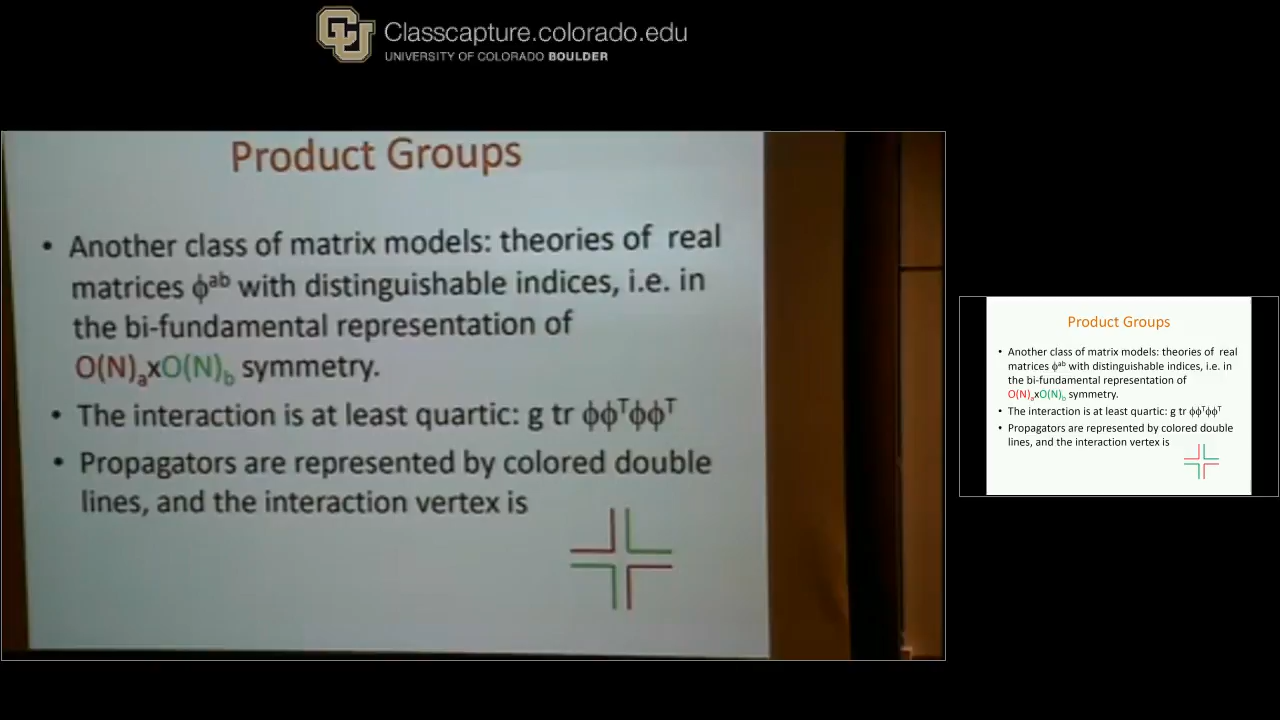 Classcapture.colorado.edu
UNIVERSITY OF COLORADO BOULDER
Product Groups
• Another class of matrix models: theories of real
matrices ϕᵃᵇ with distinguishable indices, i.e. in
the bi-fundamental representation of
O(N)ₐxO(N)_b symmetry.
• The interaction is at least quartic: g tr ϕϕᵀϕϕᵀ
• Propagators are represented by colored double
lines, and the interaction vertex is
Product Groups
• Another class of matrix models: theories of real
matrices ϕᵃᵇ with distinguishable indices, i.e. in
the bi-fundamental representation of
O(N)ₐxO(N)_b symmetry.
• The interaction is at least quartic: g tr ϕϕᵀϕϕᵀ
• Propagators are represented by colored double
lines, and the interaction vertex is